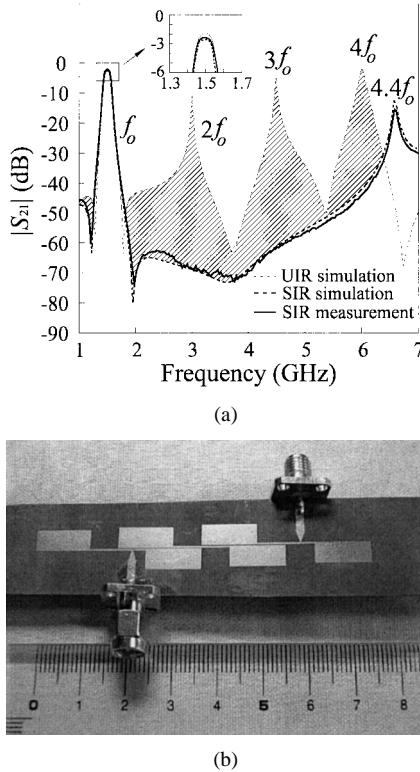 (a)
0
-10
-20
-30
-40
-50
-60
-70
-80
-90
|S21| (dB)
0
-2
-4
-6
1.3 1.5 1.7
fo
2fo
3fo
4fo
4.4fo
UIR simulation
SIR simulation
SIR measurement
1 2 3 4 5 6 7
Frequency (GHz)
(a)
0 1 2 3 4 5 6 7 8
(b)